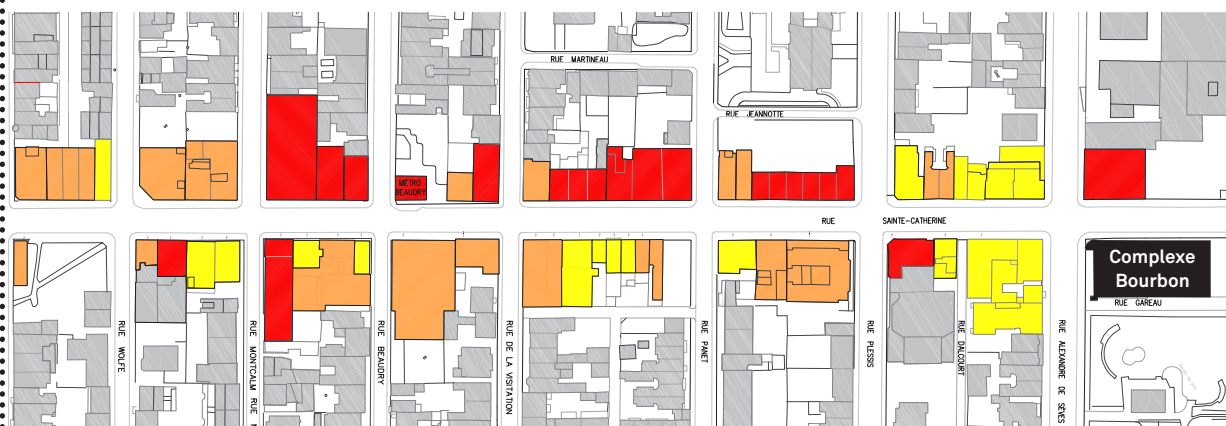 RUE MARTINEAU
RUE JEANNOTTE
MÉTRO
BEAUDRY
RUE SAINTE-CATHERINE
Complexe
Bourbon
RUE GAREAU
RUE WOLFE
RUE MONTCALM RUE
RUE BEAUDRY
RUE DE LA VISITATION
RUE PANET
RUE PLESSIS
RUE DALCOURT
RUE ALEXANDRE DE SÈVES